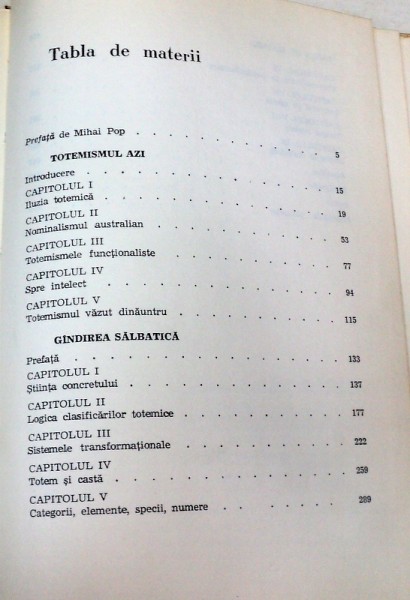 Tabla de materii
Prefață de Mihai Pop . . . . . . . . . . . 5
TOTEMISMUL AZI
Introducere . . . . . . . . . . . . 15
CAPITOLUL I
Iluzia totemică . . . . . . . . . . . 19
CAPITOLUL II
Nominalismul australian . . . . . . . . . 53
CAPITOLUL III
Totemismele funcționaliste . . . . . . . . 77
CAPITOLUL IV
Spre intelect . . . . . . . . . . . 94
CAPITOLUL V
Totemismul văzut dinăuntru . . . . . . . . 115
GÎNDIREA SĂLBATICĂ
Prefață . . . . . . . . . . . . . 133
CAPITOLUL I
Știința concretului . . . . . . . . . . 137
CAPITOLUL II
Logica clasificărilor totemice . . . . . . . . 177
CAPITOLUL III
Sistemele transformaționale . . . . . . . . 222
CAPITOLUL IV
Totem și castă . . . . . . . . . . . 259
CAPITOLUL V
Categorii, elemente, specii, numere . . . . . . 289